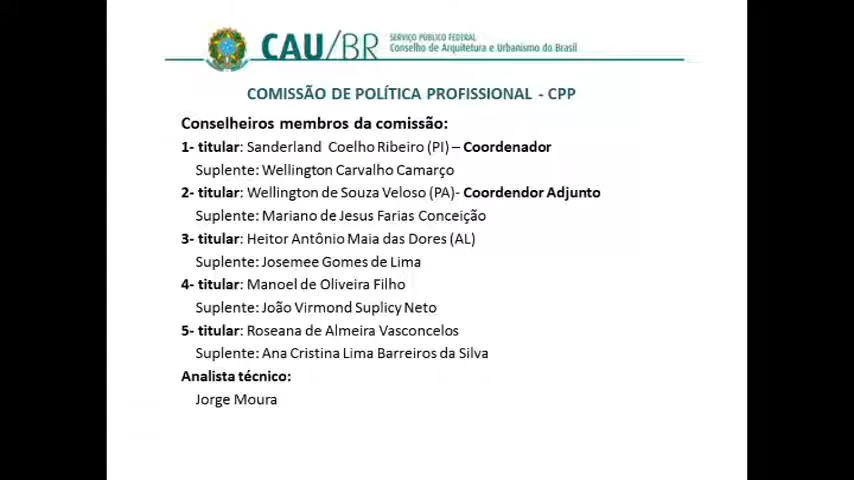 CAU/BR
SERVIÇO PÚBLICO FEDERAL
Conselho de Arquitetura e Urbanismo do Brasil
COMISSÃO DE POLÍTICA PROFISSIONAL - CPP
Conselheiros membros da comissão:
1- titular: Sanderland Coelho Ribeiro (PI) – Coordenador
Suplente: Wellington Carvalho Camarço
2- titular: Wellington de Souza Veloso (PA)- Coordendor Adjunto
Suplente: Mariano de Jesus Farias Conceição
3- titular: Heitor Antônio Maia das Dores (AL)
Suplente: Josemee Gomes de Lima
4- titular: Manoel de Oliveira Filho
Suplente: João Virmond Suplicy Neto
5- titular: Roseana de Almeida Vasconcelos
Suplente: Ana Cristina Lima Barreiros da Silva
Analista técnico:
Jorge Moura